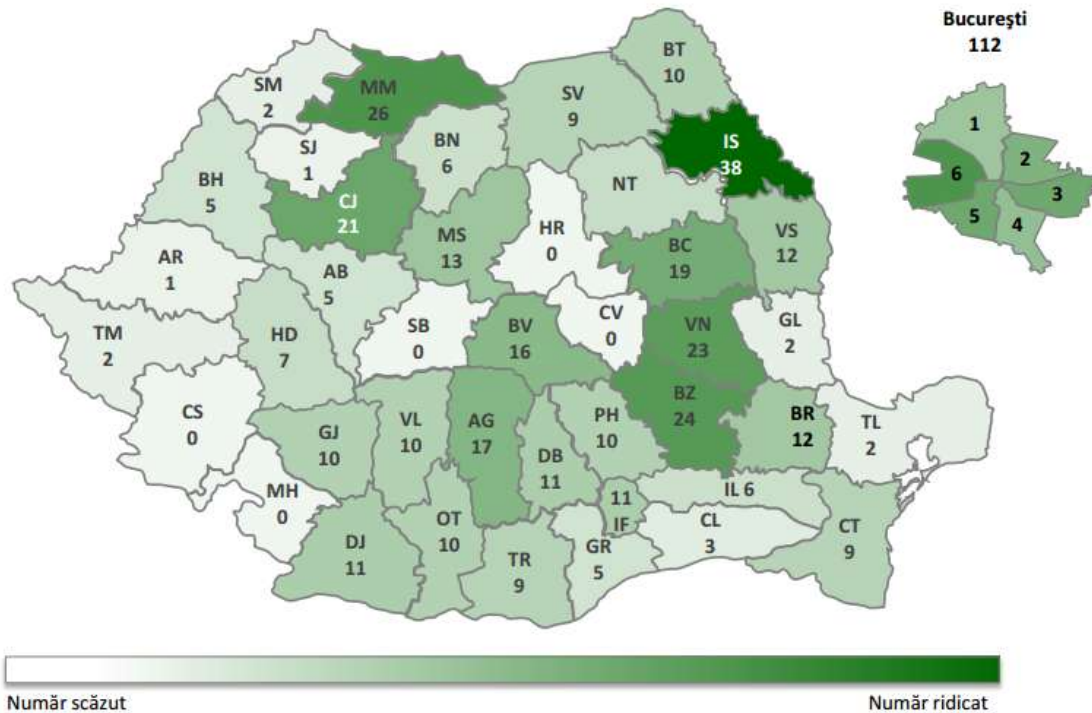 București
112
BT
10
SM
2
MM
26
SV
9
1
IS
38
BN
6
SJ
1
2
6
3
BH
5
NT
CJ
21
5
4
MS
13
HR
0
VS
12
BC
19
AR
1
AB
5
TM
2
HD
7
SB
0
BV
16
CV
0
VN
23
GL
2
BZ
24
CS
0
GJ
10
VL
10
AG
17
PH
10
BR
12
TL
2
DB
11
MH
0
11
IF
IL 6
OT
10
CL
3
CT
9
DJ
11
TR
9
GR
5
Număr scăzut
Număr ridicat